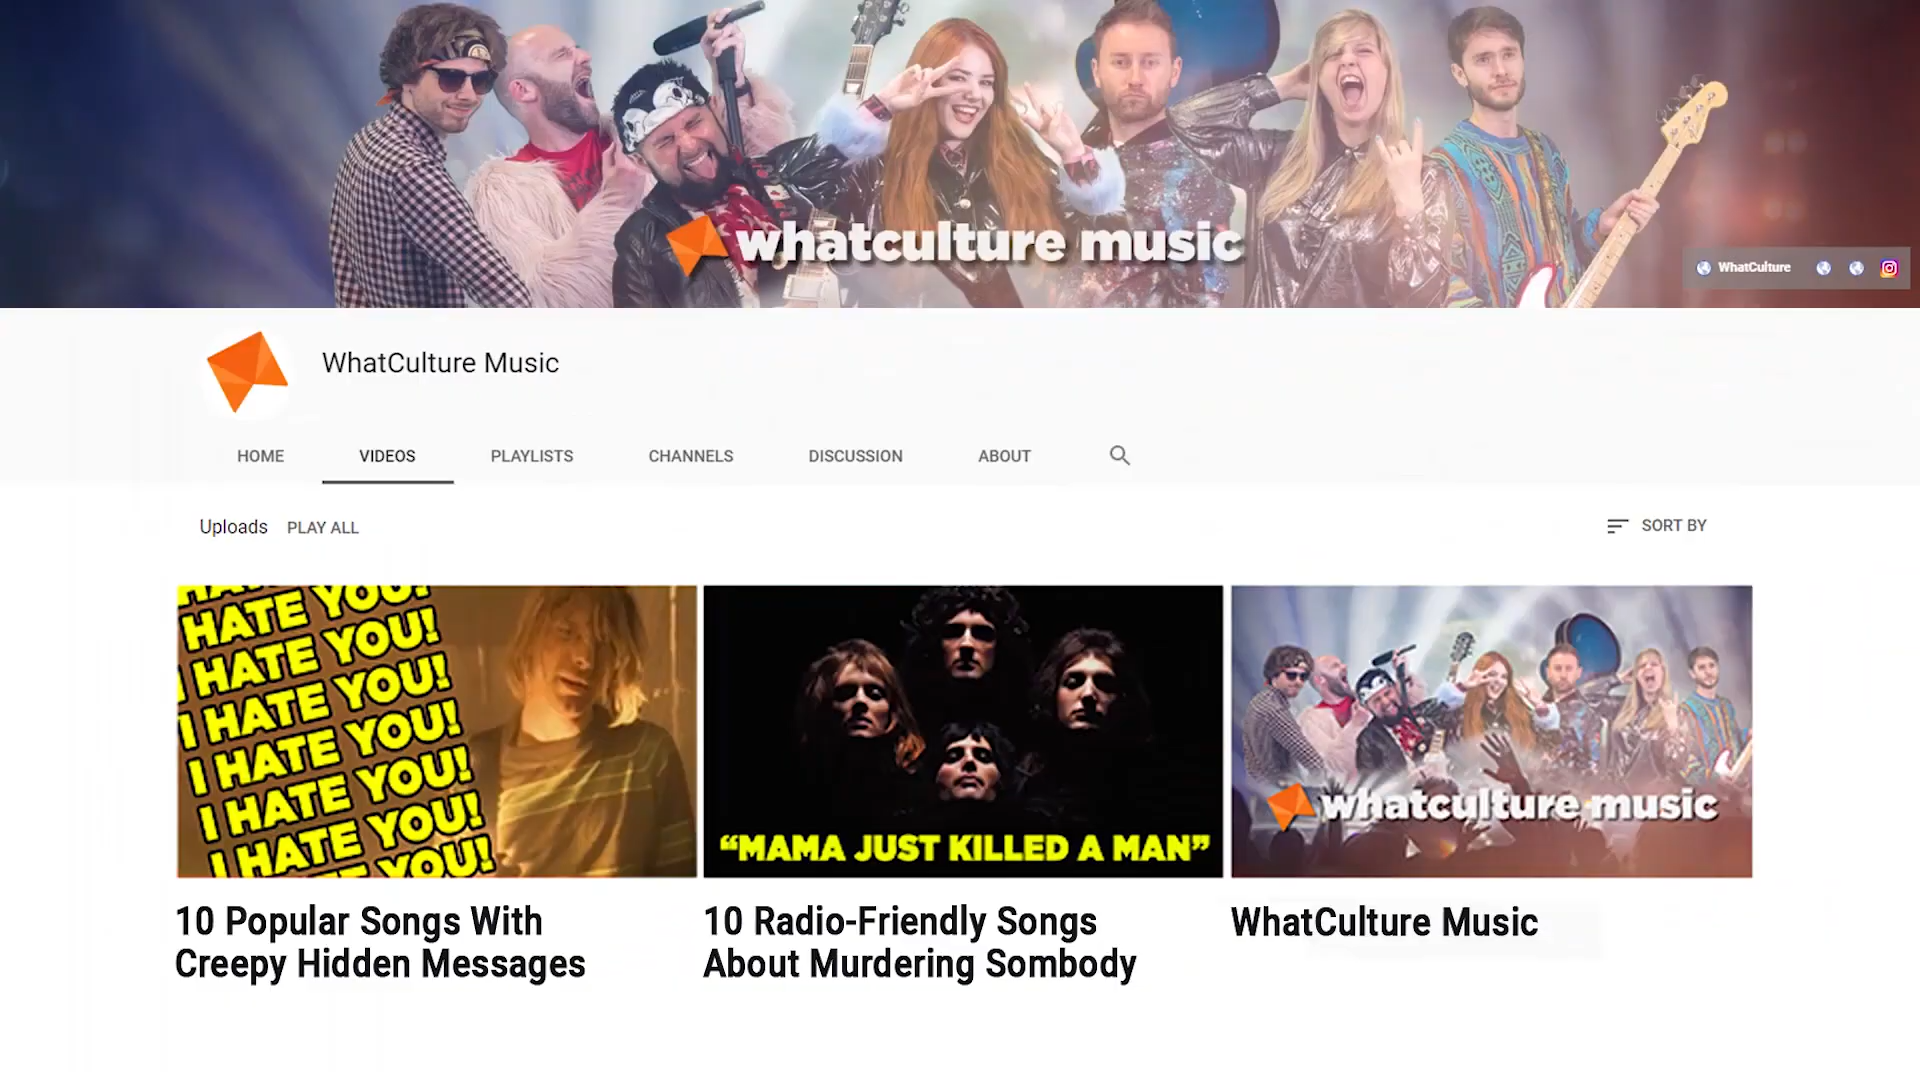 whatculture music
WhatCulture
WhatCulture Music
HOME VIDEOS PLAYLISTS CHANNELS DISCUSSION ABOUT
Uploads PLAY ALL
SORT BY
HATE YOU!
I HATE YOU!
I HATE YOU!
I HATE YOU!
I HATE YOU!
I HATE YOU!
YOU!
"MAMA JUST KILLED A MAN"
whatculture music
10 Popular Songs With
Creepy Hidden Messages
10 Radio-Friendly Songs
About Murdering Sombody
WhatCulture Music